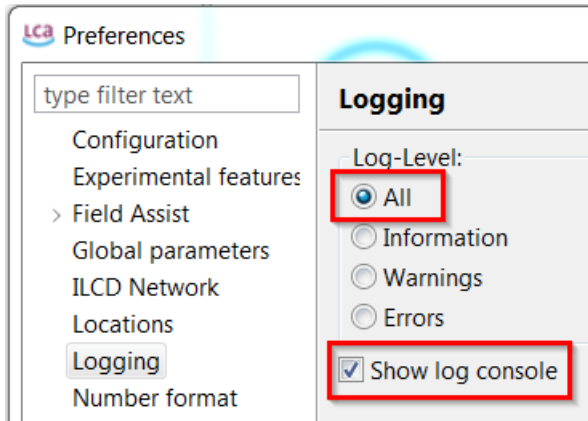 LCA Preferences
type filter text
Configuration
Experimental features
> Field Assist
Global parameters
ILCD Network
Locations
Logging
Number format
Logging
Log-Level:
All
Information
Warnings
Errors
Show log console